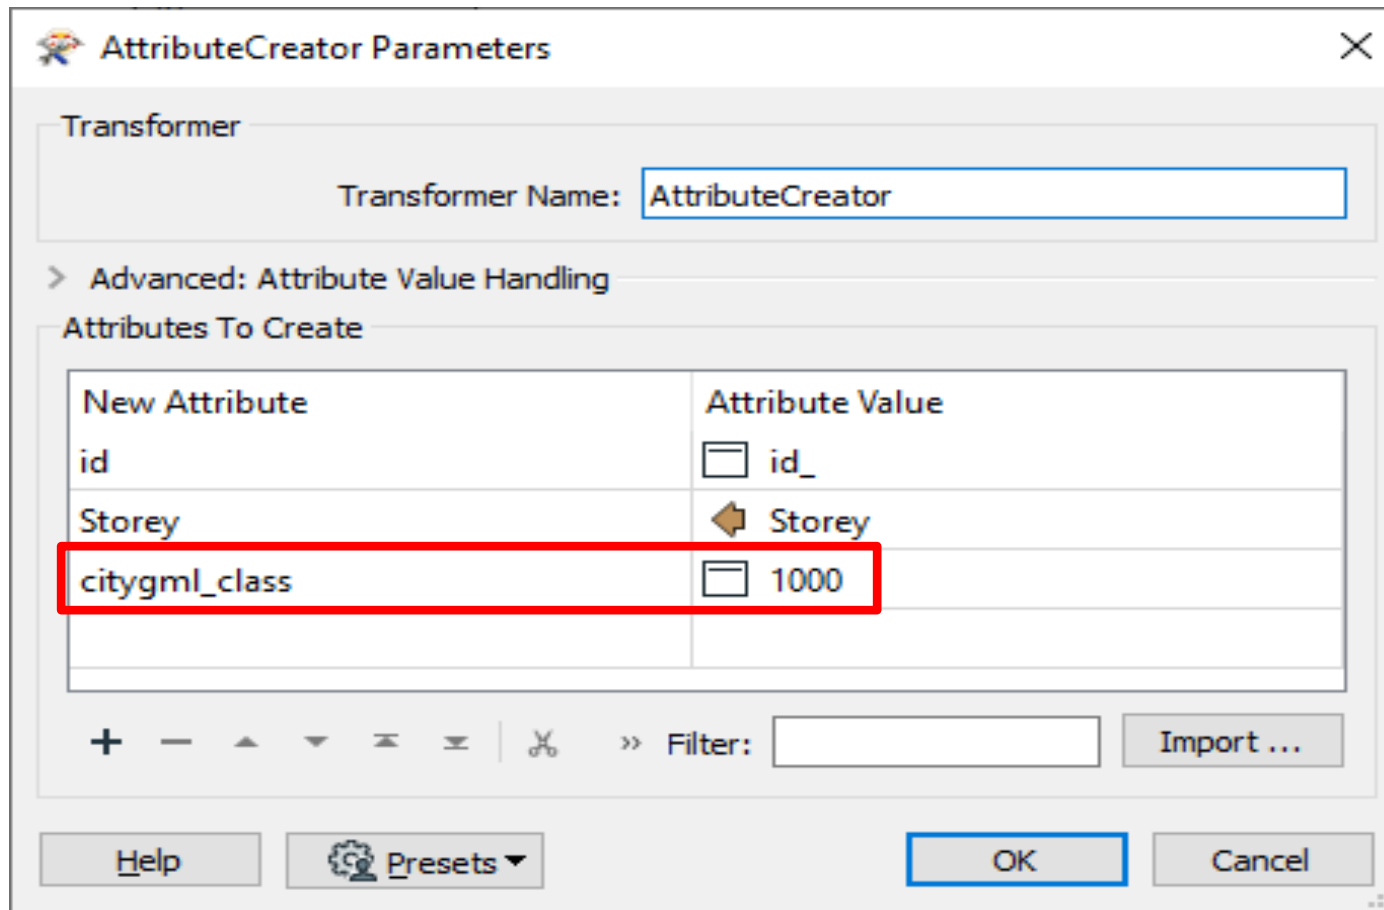 AttributeCreator Parameters
Transformer
Transformer Name: AttributeCreator
Advanced: Attribute Value Handling
Attributes To Create
New Attribute Attribute Value
id id_
Storey Storey
citygml_class 1000
Filter: Import ...
Help Presets OK Cancel